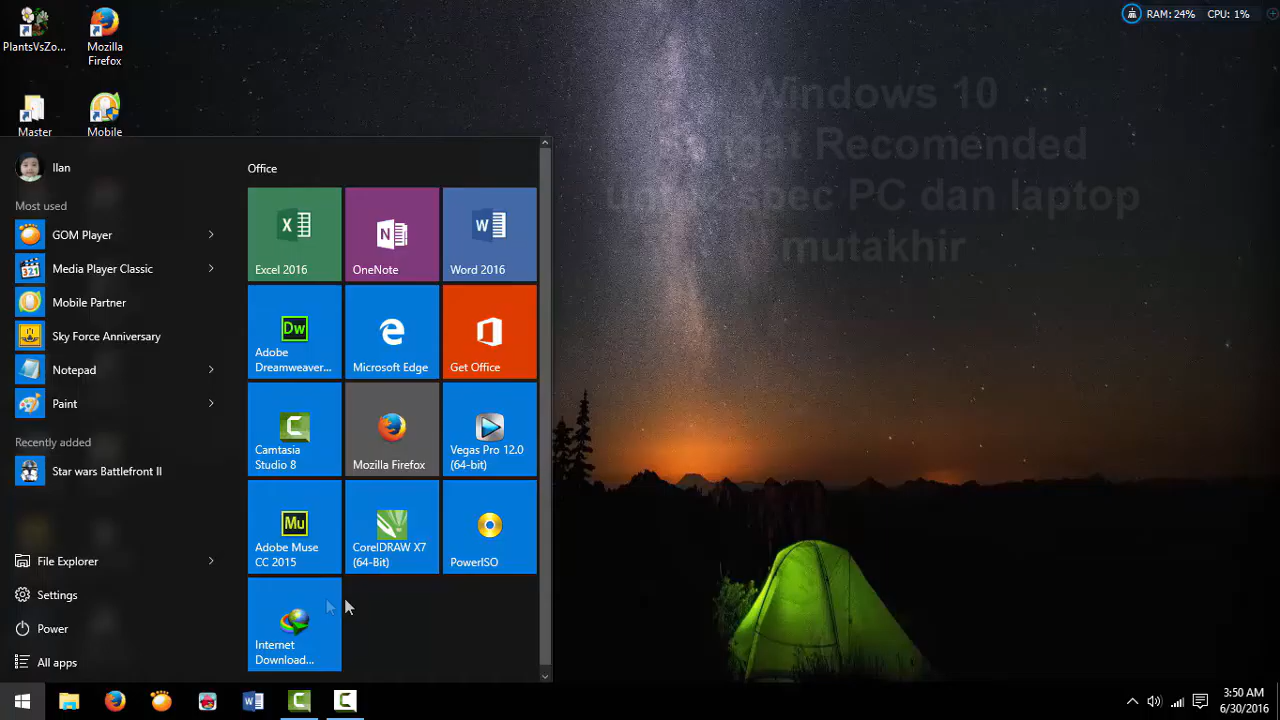 PlantsVsZo...
Mozilla
Firefox
Master
Mobile
RAM: 24%
CPU: 1%
Windows 10
Recomended
PC dan laptop
mutakhir
Ilan
Most used
GOM Player
Media Player Classic
Mobile Partner
Sky Force Anniversary
Notepad
Paint
Recently added
Star wars Battlefront II
File Explorer
Settings
Power
All apps
Office
Excel 2016
OneNote
Word 2016
Adobe
Dreamweaver...
Microsoft Edge
Get Office
Camtasia
Studio 8
Mozilla Firefox
Vegas Pro 12.0
(64-bit)
Adobe Muse
CC 2015
CorelDRAW X7
(64-Bit)
PowerISO
Internet
Download...
3:50 AM
6/30/2016